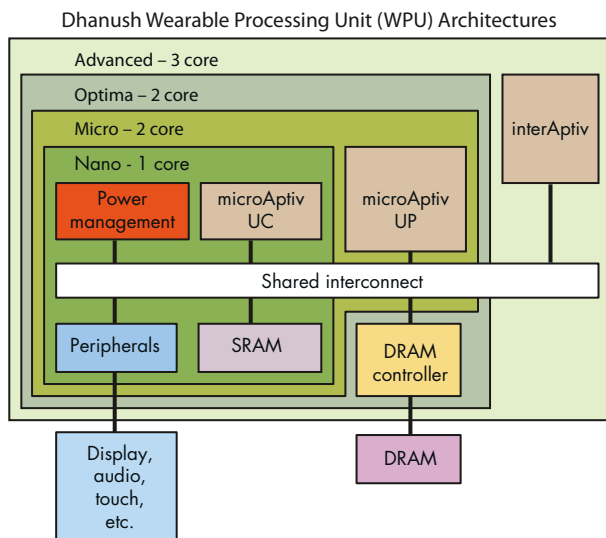 Dhanush Wearable Processing Unit (WPU) Architectures
Advanced – 3 core
Optima – 2 core
Micro – 2 core
Nano - 1 core
Power
management
microAptiv
UC
microAptiv
UP
interAptiv
Shared interconnect
Peripherals
SRAM
DRAM
controller
Display,
audio,
touch,
etc.
DRAM